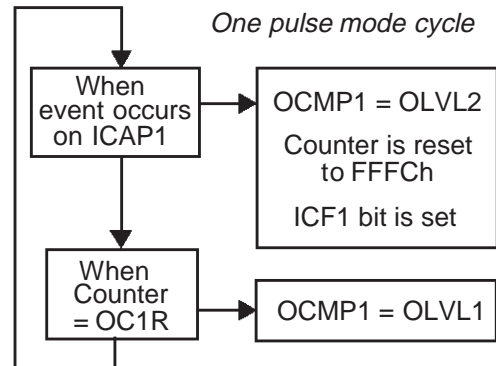 One pulse mode cycle
When
event occurs
on ICAP1
OCMP1 = OLVL2
Counter is reset
to FFFCh
ICF1 bit is set
When
Counter
= OC1R
OCMP1 = OLVL1